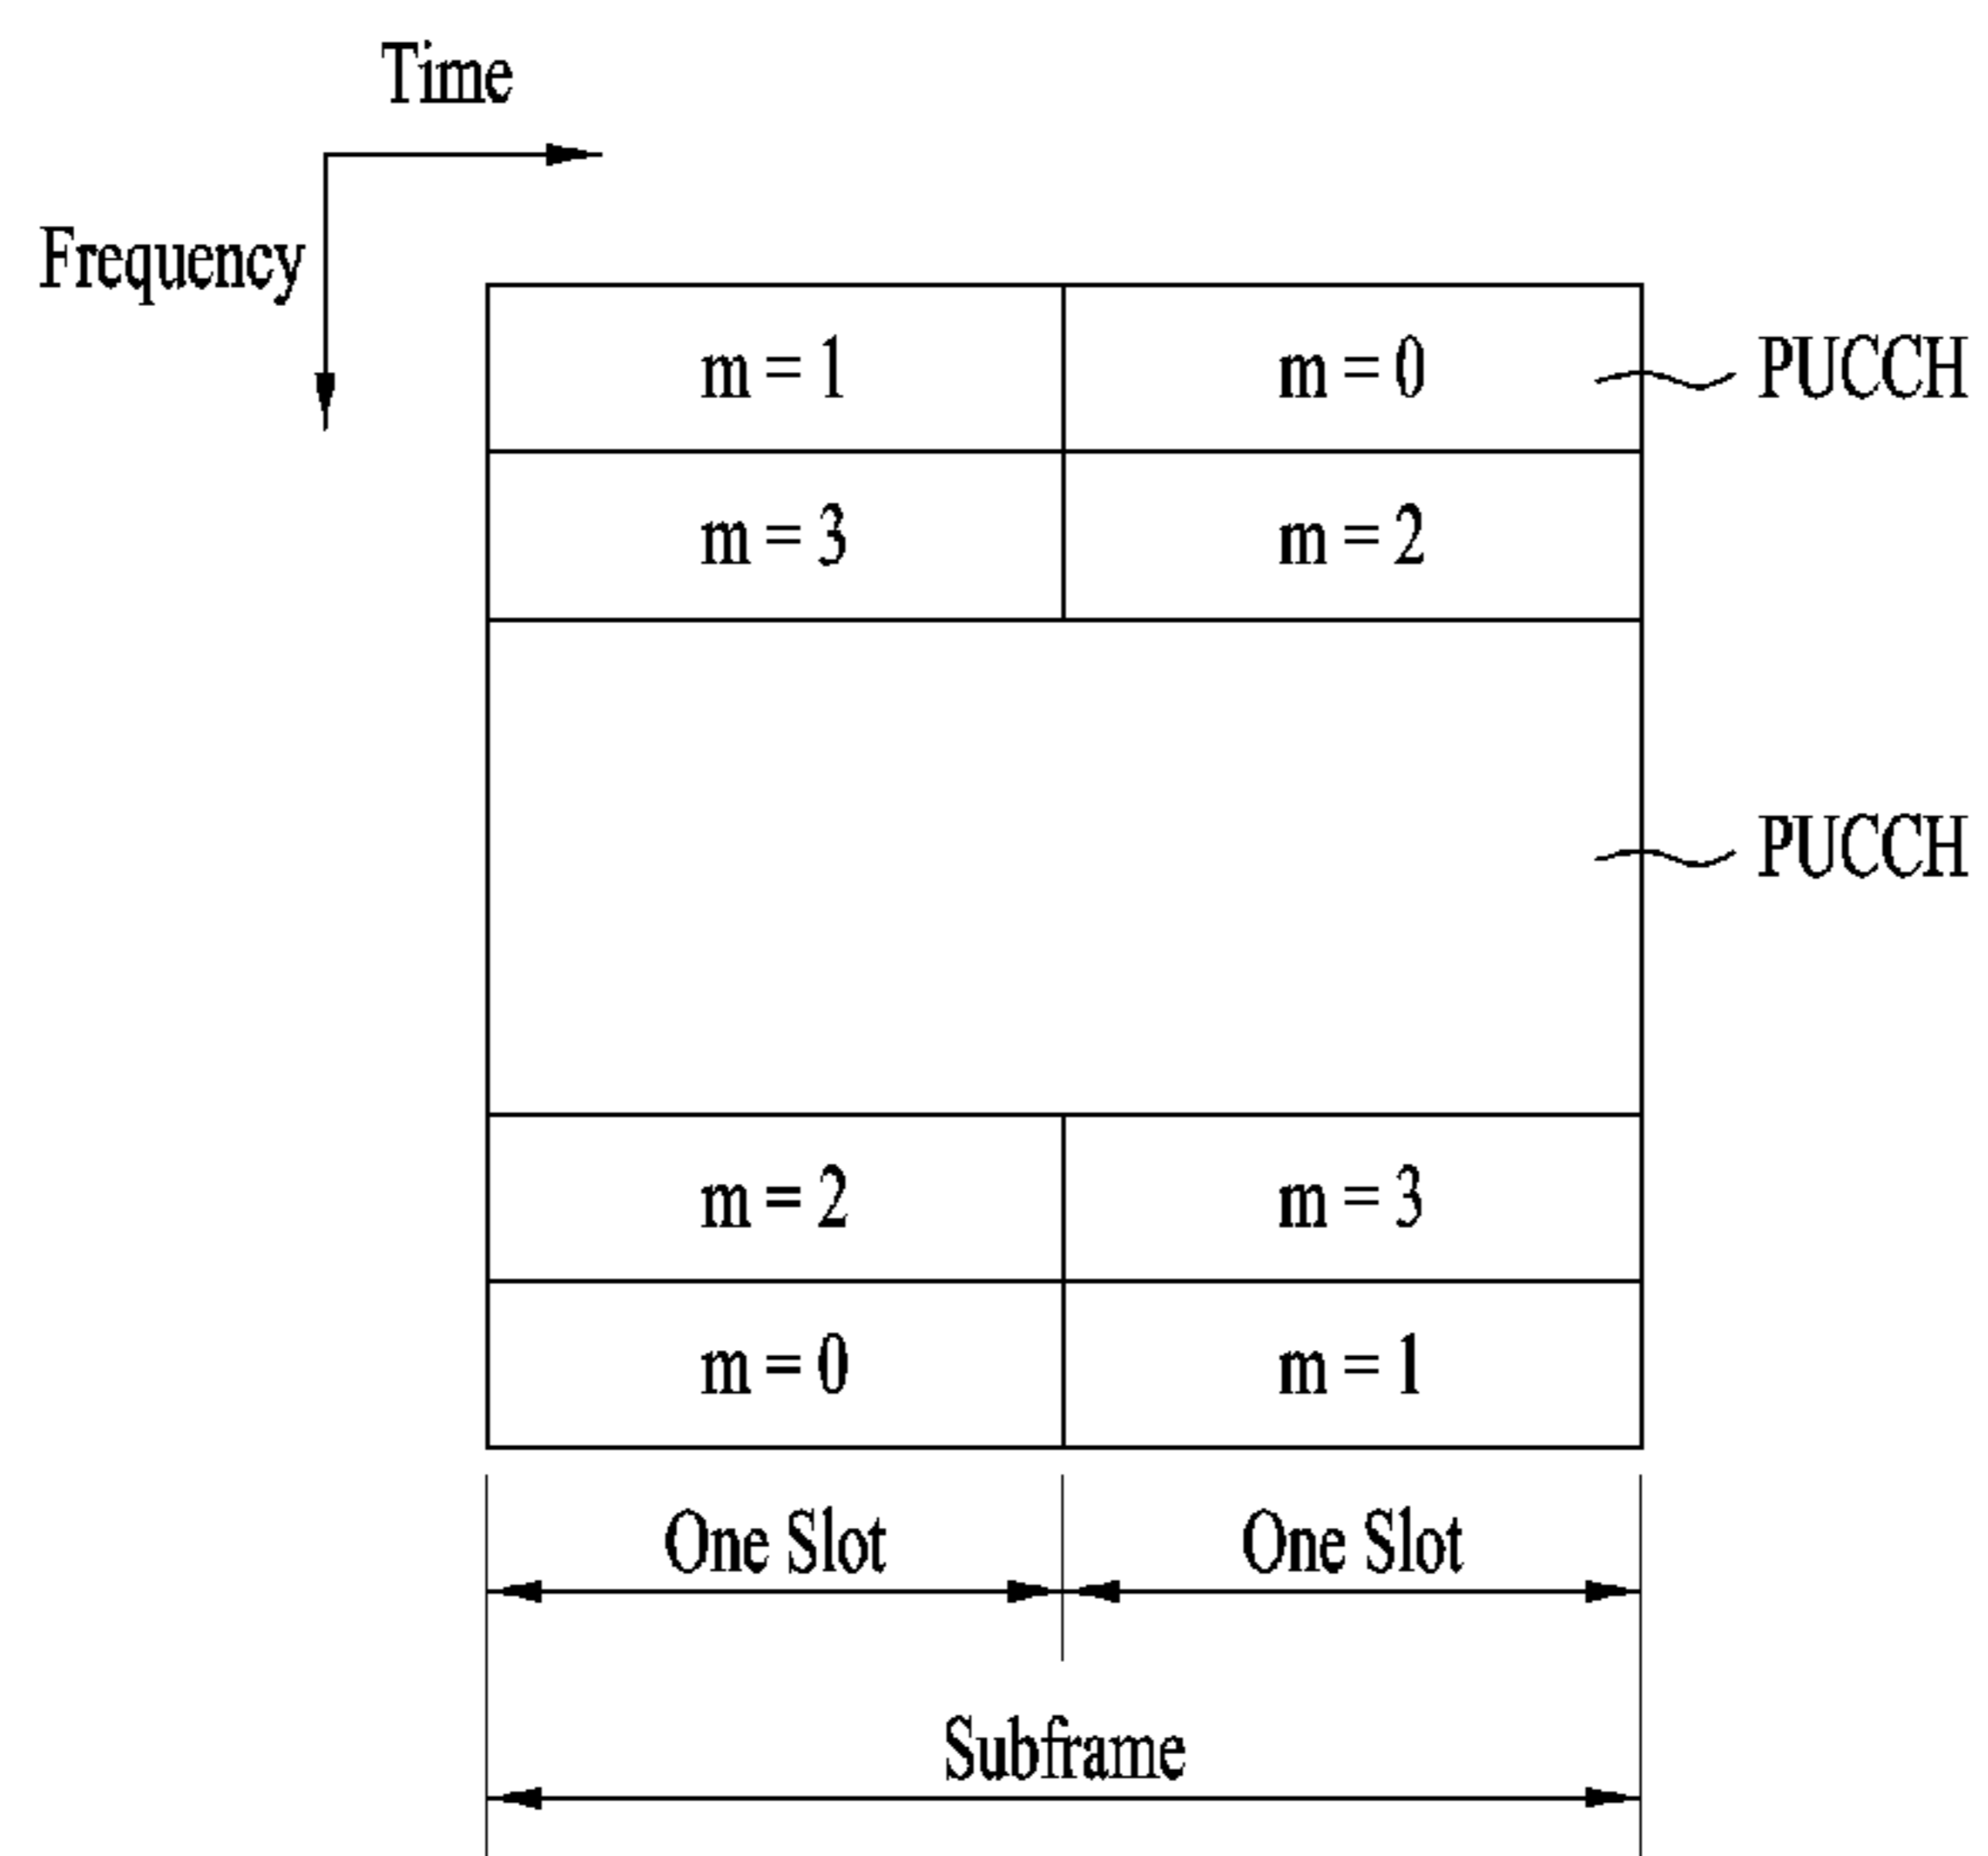 Time
Frequency
m = 1 m = 0 PUCCH
m = 3 m = 2
PUCCH
m = 2 m = 3
m = 0 m = 1
One Slot One Slot
Subframe